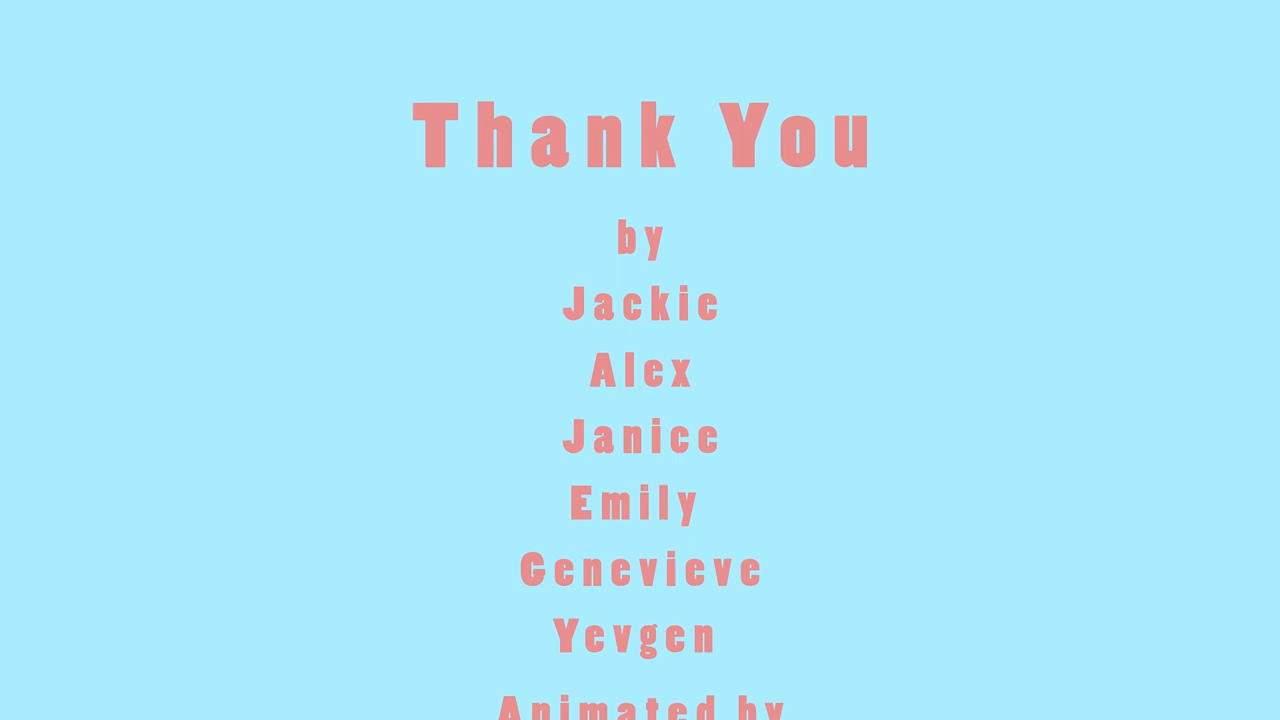 Thank You
by
Jackie
Alex
Janice
Emily
Genevieve
Yevgen
Animated by